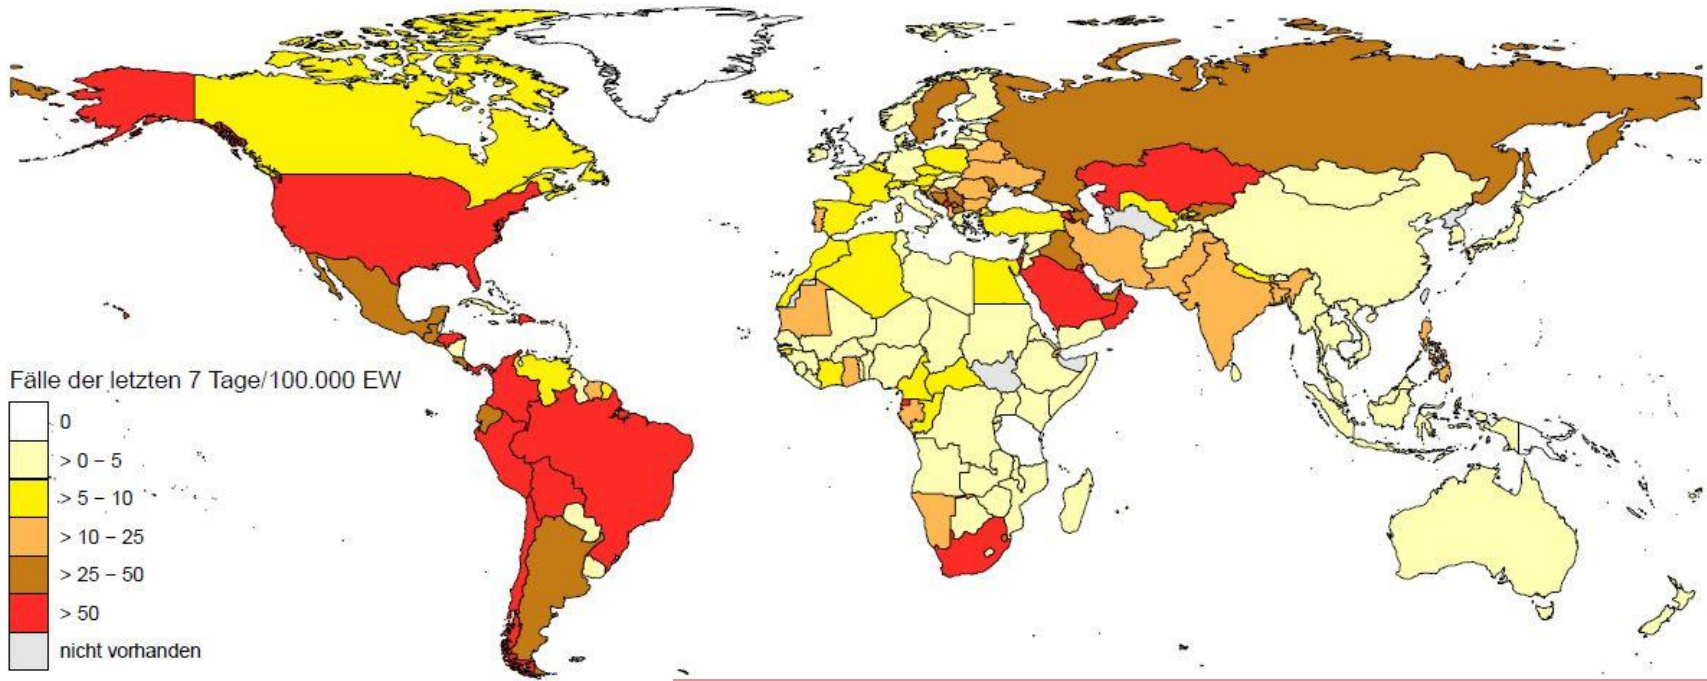 Fälle der letzten 7 Tage/100.000 EW
0
> 0 – 5
> 5 – 10
> 10 – 25
> 25 – 50
> 50
nicht vorhanden